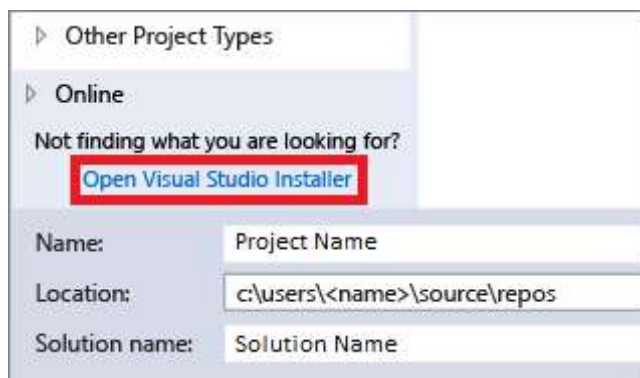 Other Project Types
Online
Not finding what you are looking for?
Open Visual Studio Installer
Name: Project Name
Location: c:\users\<name>\source\repos
Solution name: Solution Name